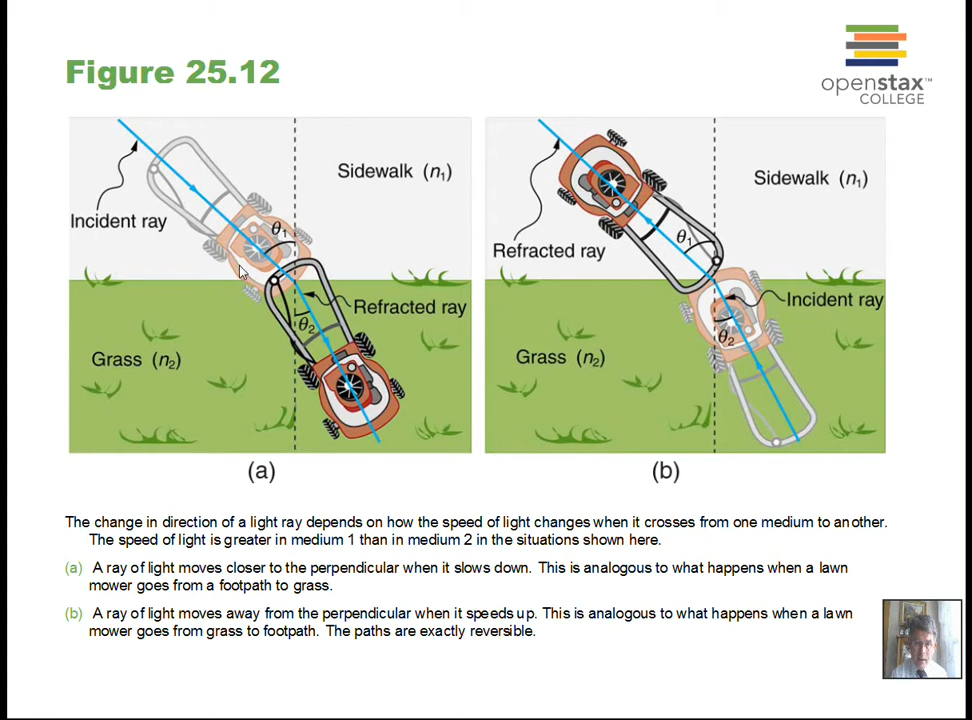 Figure 25.12
openstax™
COLLEGE
Sidewalk (n₁)
Incident ray
θ₁
Refracted ray
θ₂
Grass (n₂)
(a)
Sidewalk (n₁)
Refracted ray
θ₁
Incident ray
θ₂
Grass (n₂)
(b)
The change in direction of a light ray depends on how the speed of light changes when it crosses from one medium to another.
The speed of light is greater in medium 1 than in medium 2 in the situations shown here.
(a) A ray of light moves closer to the perpendicular when it slows down. This is analogous to what happens when a lawn
mower goes from a footpath to grass.
(b) A ray of light moves away from the perpendicular when it speeds up. This is analogous to what happens when a lawn
mower goes from grass to footpath. The paths are exactly reversible.